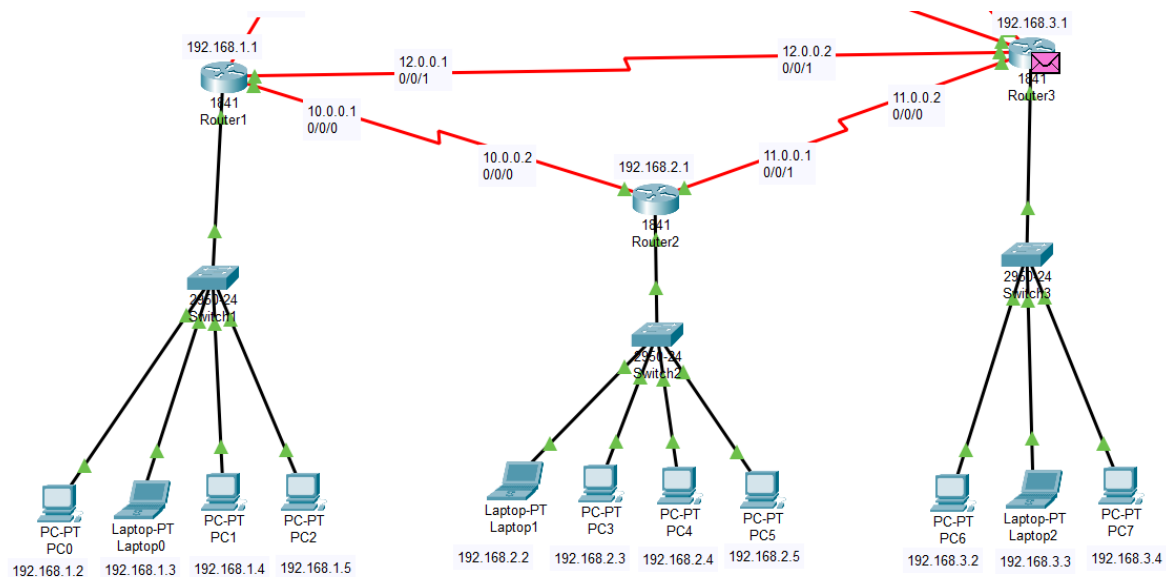 192.168.1.1
192.168.3.1
12.0.0.1
0/0/1
12.0.0.2
0/0/1
1841
Router1
1841
Router3
10.0.0.1
0/0/0
11.0.0.2
0/0/0
10.0.0.2
0/0/0
192.168.2.1
11.0.0.1
0/0/1
1841
Router2
2950-24
Switch1
2950-24
Switch3
2950-24
Switch2
PC-PT
PC0
Laptop-PT
Laptop0
PC-PT
PC1
PC-PT
PC2
Laptop-PT
Laptop1
PC-PT
PC3
PC-PT
PC4
PC-PT
PC5
PC-PT
PC6
Laptop-PT
Laptop2
PC-PT
PC7
192.168.1.2
192.168.1.3
192.168.1.4
192.168.1.5
192.168.2.2
192.168.2.3
192.168.2.4
192.168.2.5
192.168.3.2
192.168.3.3
192.168.3.4